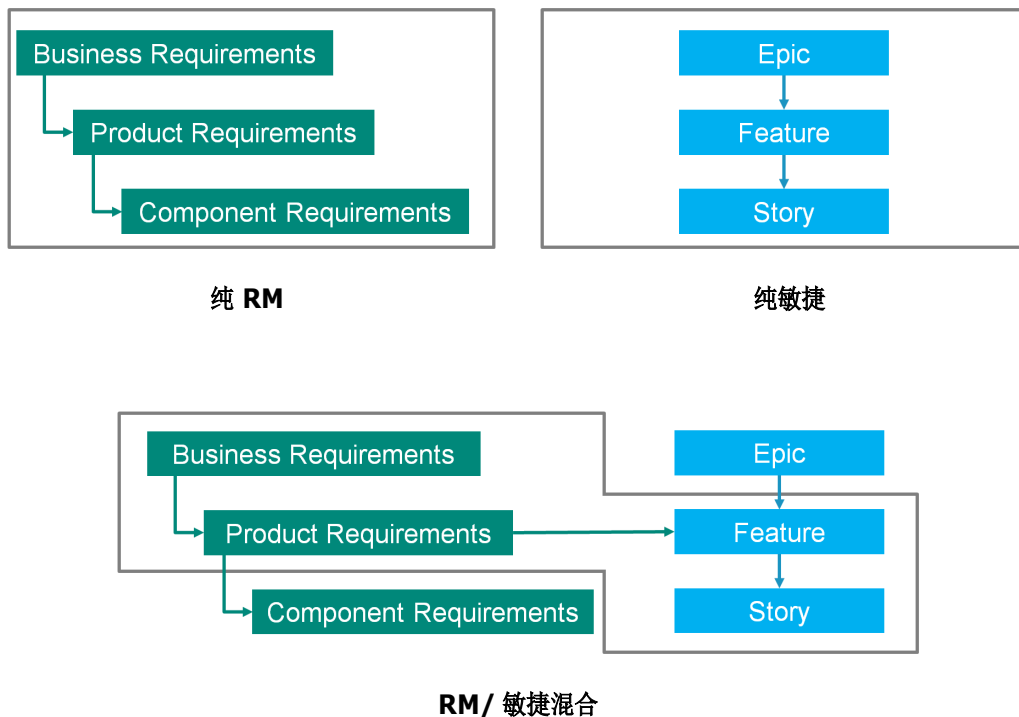 Business Requirements
Product Requirements
Component Requirements
纯 RM
Epic
Feature
Story
纯敏捷
Business Requirements
Epic
Product Requirements
Feature
Component Requirements
Story
RM/ 敏捷混合